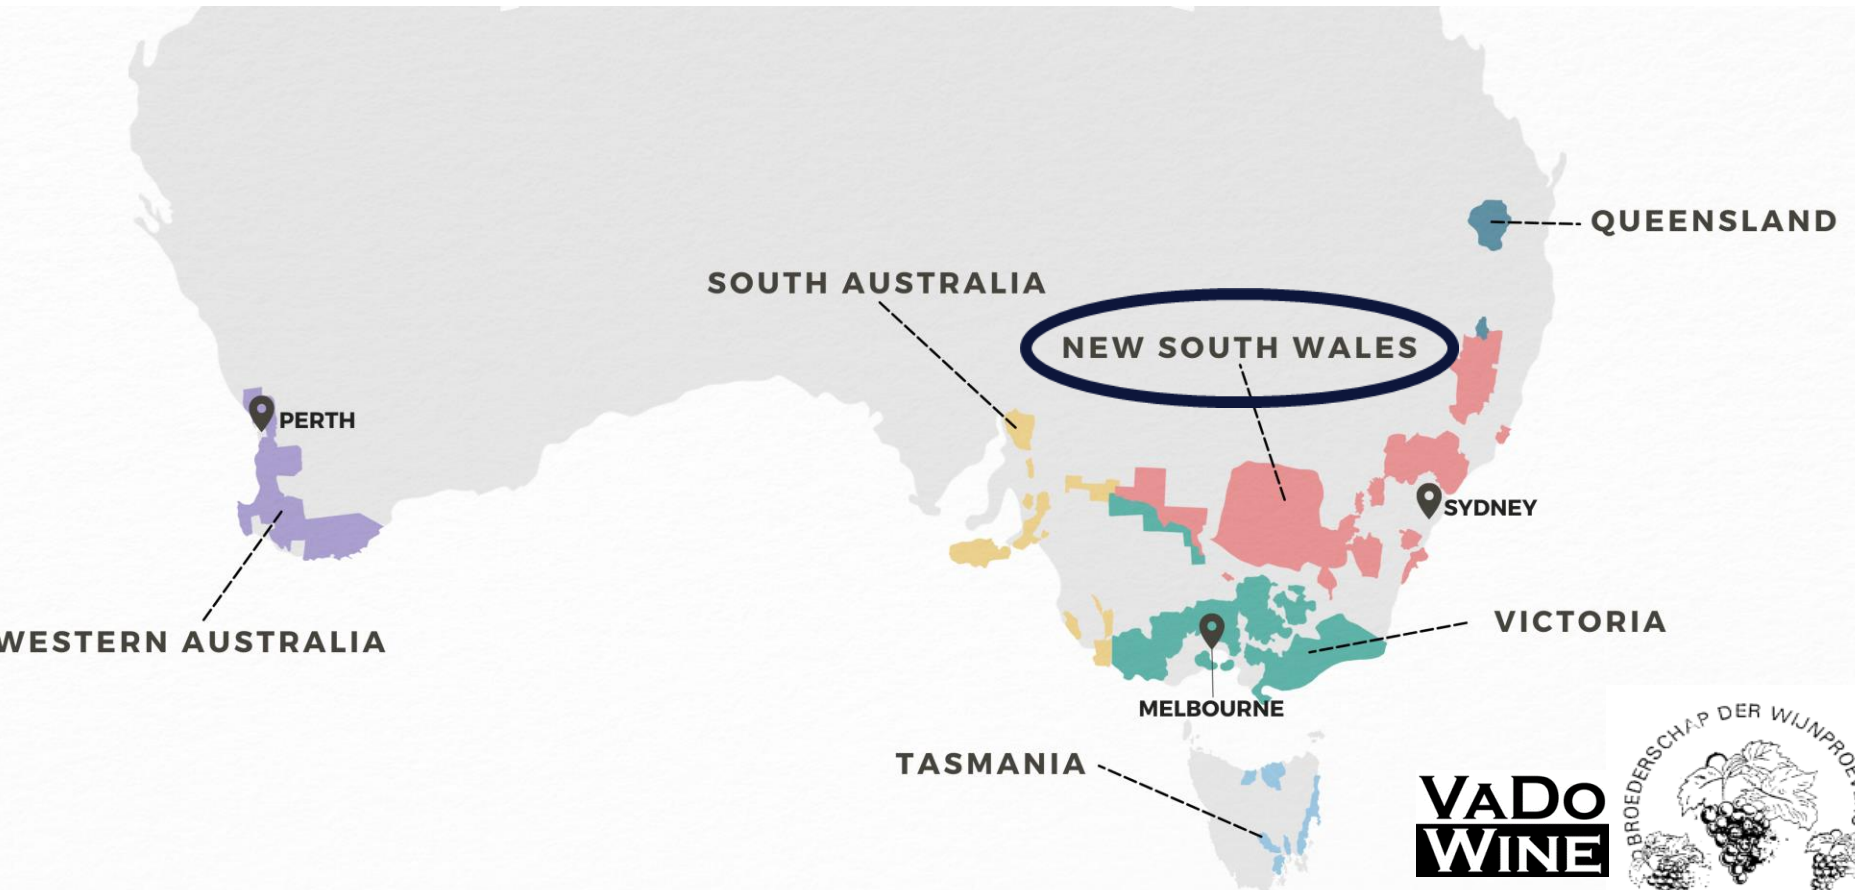 QUEENSLAND
SOUTH AUSTRALIA
NEW SOUTH WALES
PERTH
SYDNEY
VICTORIA
WESTERN AUSTRALIA
MELBOURNE
TASMANIA
VADO
WINE
BROEDERSCHAP DER